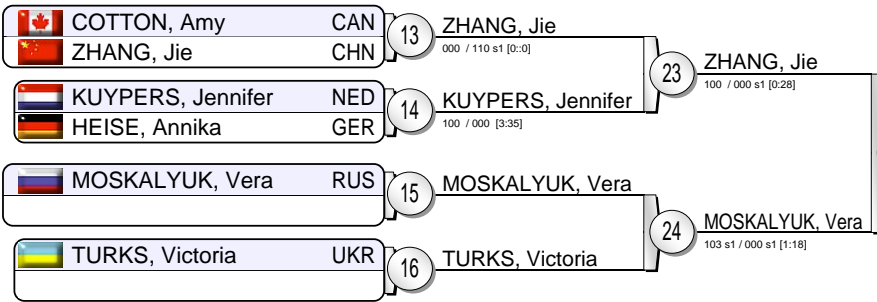 COTTON, Amy CAN
ZHANG, Jie CHN
13
ZHANG, Jie
000 / 110 s1 [0::0]
KUYPERS, Jennifer NED
HEISE, Annika GER
14
KUYPERS, Jennifer
100 / 000 [3:35]
23
ZHANG, Jie
100 / 000 s1 [0:28]
MOSKALYUK, Vera RUS
15
MOSKALYUK, Vera
TURKS, Victoria UKR
16
TURKS, Victoria
24
MOSKALYUK, Vera
103 s1 / 000 s1 [1:18]